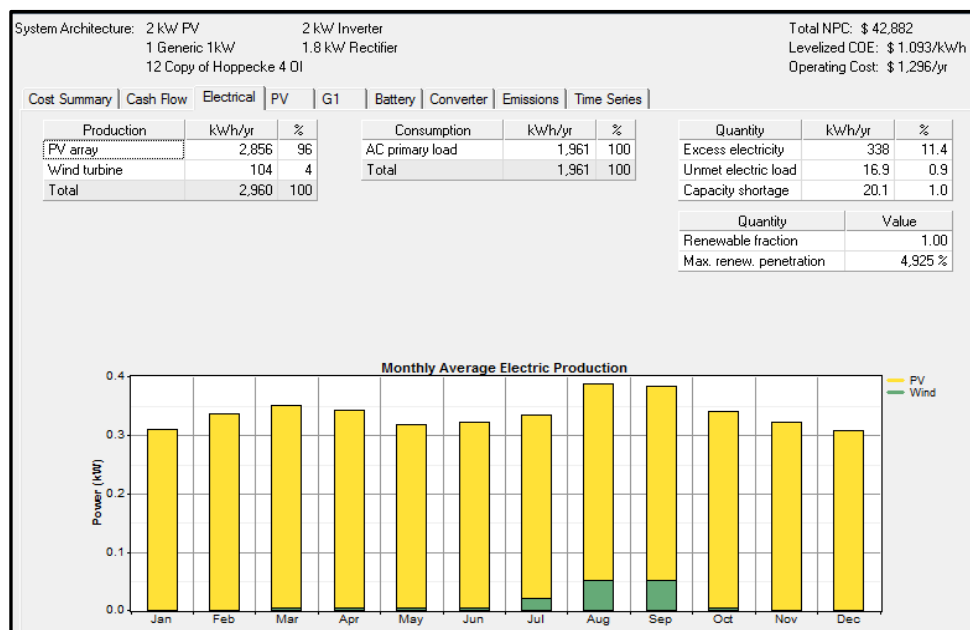 System Architecture: 2 kW PV 2 kW Inverter Total NPC: $ 42,882
1 Generic 1kW 1.8 kW Rectifier Levelized COE: $ 1.093/kWh
12 Copy of Hoppecke 4 OI Operating Cost: $ 1,296/yr
Cost Summary Cash Flow Electrical PV G1 Battery Converter Emissions Time Series
Production kWh/yr %
PV array 2,856 96
Wind turbine 104 4
Total 2,960 100
Consumption kWh/yr %
AC primary load 1,961 100
Total 1,961 100
Quantity kWh/yr %
Excess electricity 338 11.4
Unmet electric load 16.9 0.9
Capacity shortage 20.1 1.0
Quantity Value
Renewable fraction 1.00
Max. renew. penetration 4,925 %
Monthly Average Electric Production
Power (kW)
0.4
0.3
0.2
0.1
0.0
Jan Feb Mar Apr May Jun Jul Aug Sep Oct Nov Dec
PV
Wind